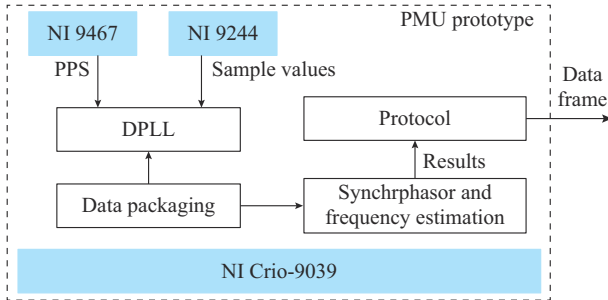 NI 9467
NI 9244
PMU prototype
PPS
Sample values
Data
frame
DPLL
Protocol
Results
Data packaging
Synchrphasor and
frequency estimation
NI Crio-9039